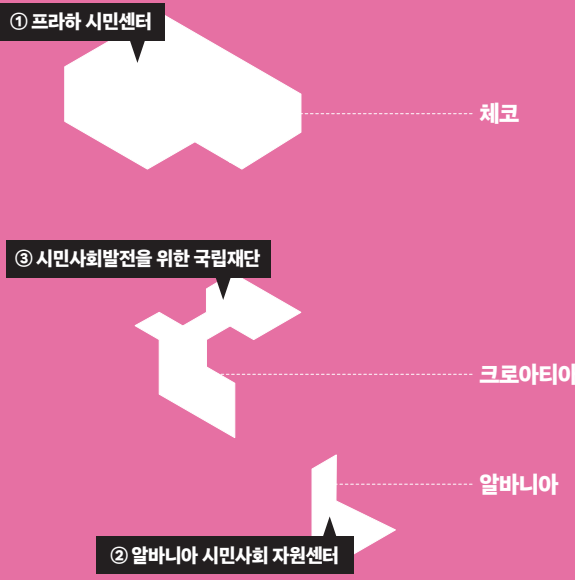 ① 프라하 시민센터
체코
③ 시민사회발전을 위한 국립재단
크로아티아
알바니아
② 알바니아 시민사회 자원센터